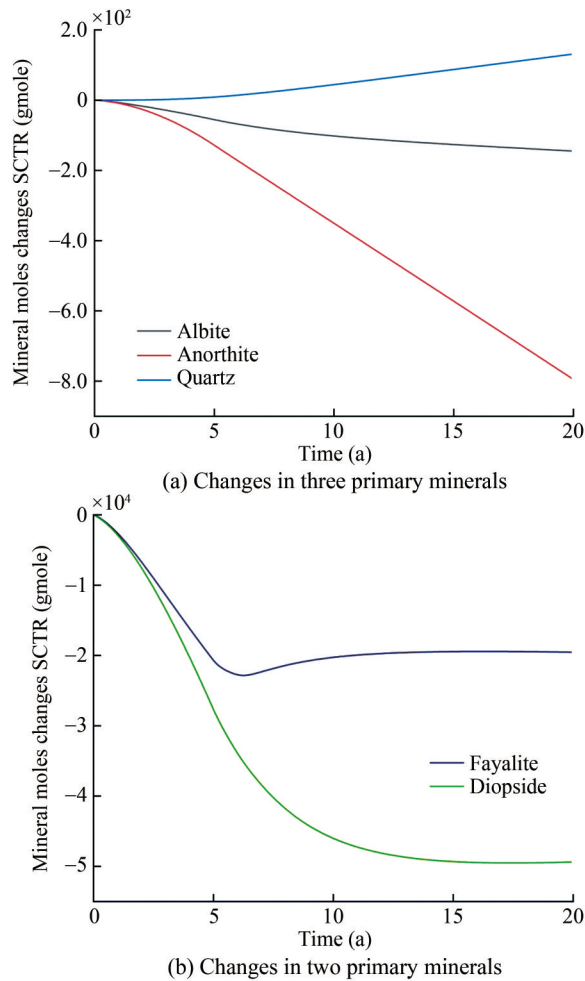 ×10²
2.0
0
−2.0
−4.0
−6.0
−8.0
Mineral moles changes SCTR (gmole)
Albite
Anorthite
Quartz
0 5 10 15 20
Time (a)
(a) Changes in three primary minerals
×10⁴
0
−1
−2
−3
−4
−5
Mineral moles changes SCTR (gmole)
Fayalite
Diopside
0 5 10 15 20
Time (a)
(b) Changes in two primary minerals